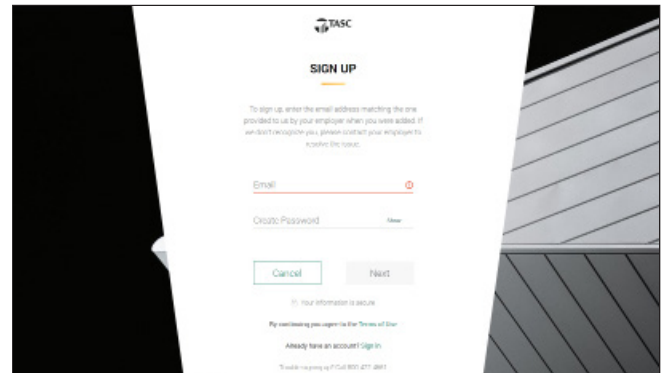 TASC
SIGN UP
To sign up, enter the email address matching the one
provided to us by your employer when you were added. If
we don't recognize you, please contact your employer to
resolve the issue.
Email
Create Password
Cancel
Next
Your information is secure
By continuing you agree to the Terms of Use
Already have an account? Sign In